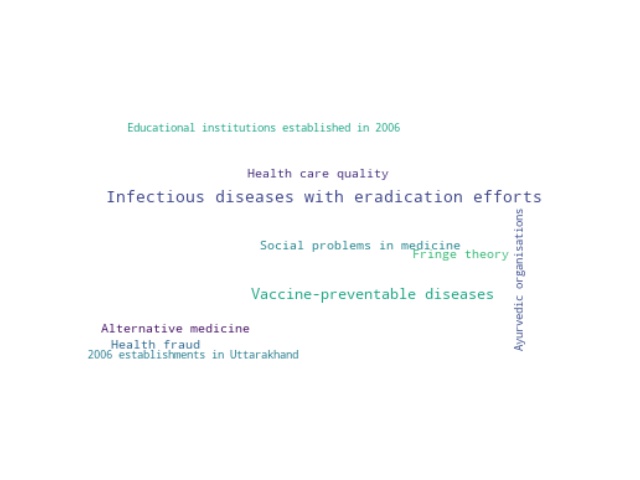 Educational institutions established in 2006
Health care quality
Infectious diseases with eradication efforts
Ayurvedic organisations
Social problems in medicine
Fringe theory
Vaccine-preventable diseases
Alternative medicine
Health fraud
2006 establishments in Uttarakhand